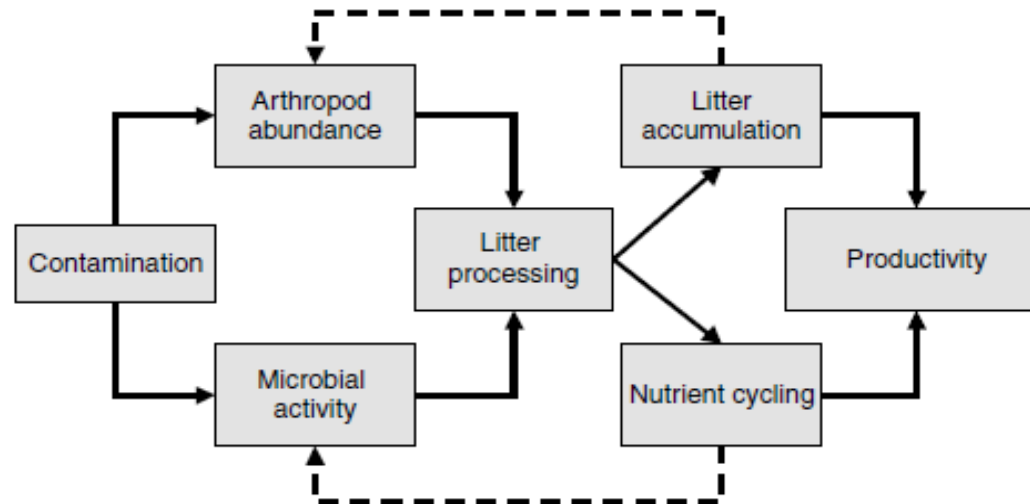 Arthropod
abundance
Litter
accumulation
Contamination
Litter
processing
Productivity
Microbial
activity
Nutrient cycling